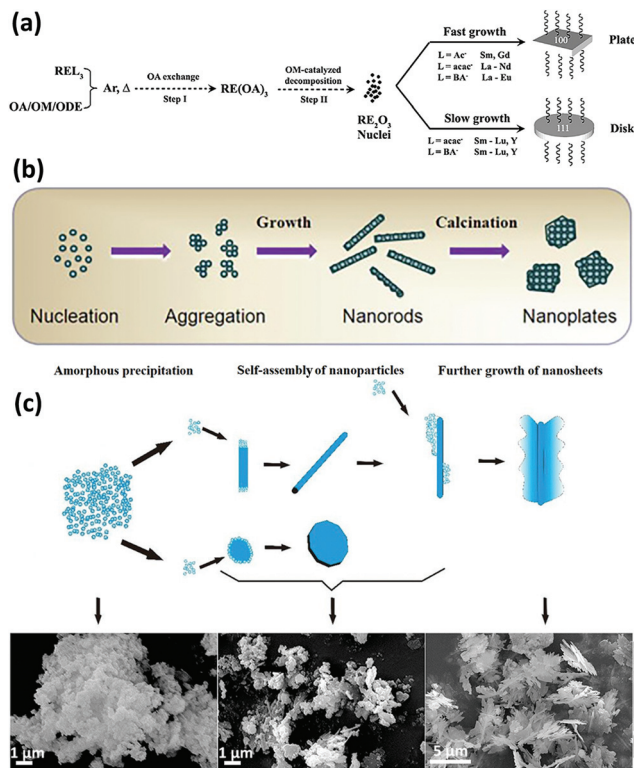 (a)
REL₃
OA/OM/ODE
Ar, Δ
OA exchange
Step I
RE(OA)₃
OM-catalyzed
decomposition
Step II
RE₂O₃
Nuclei
Fast growth
L = Ac⁻ Sm, Gd
L = acac⁻ La - Nd
L = BA⁻ La - Eu
100
Plate
Slow growth
L = acac⁻ Sm - Lu, Y
L = BA⁻ Sm - Lu, Y
111
Disk
(b)
Growth
Calcination
Nucleation
Aggregation
Nanorods
Nanoplates
Amorphous precipitation
Self-assembly of nanoparticles
Further growth of nanosheets
(c)
1 μm
1 μm
5 μm